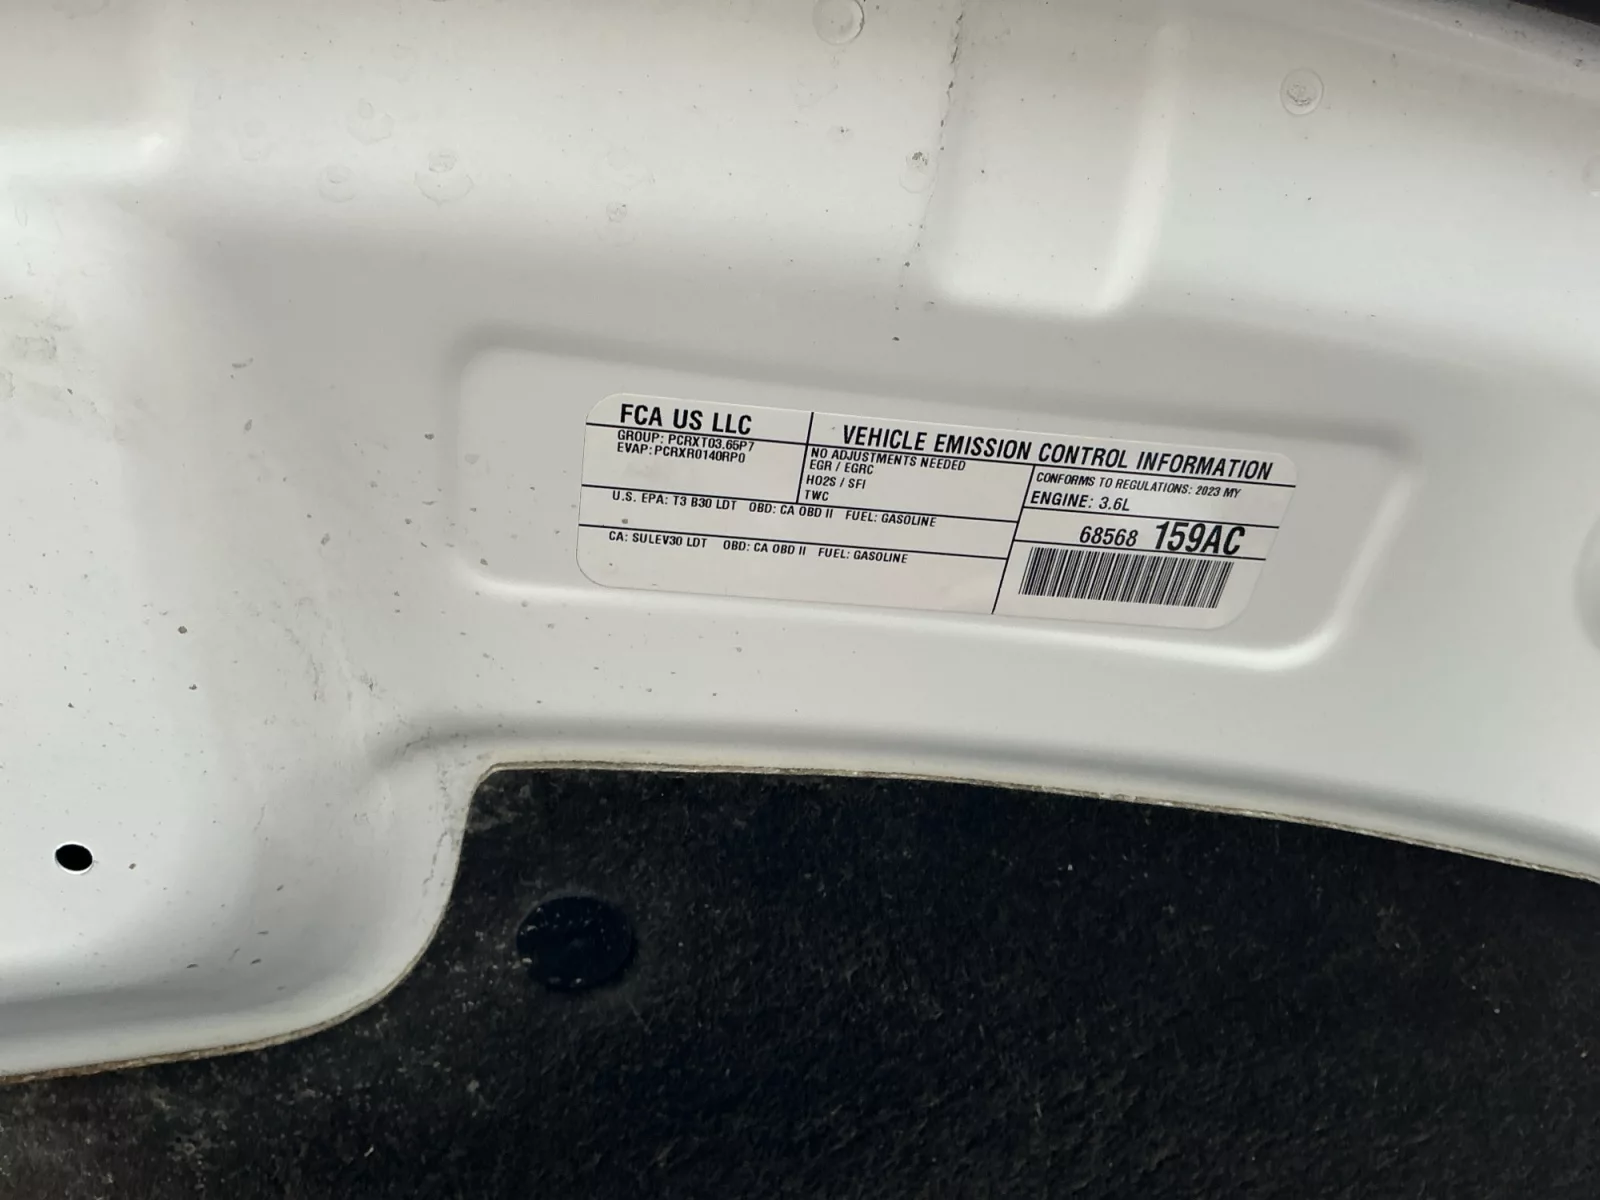 FCA US LLC
GROUP: PCRXT03.65P7
EVAP: PCRXR0140RP0
VEHICLE EMISSION CONTROL INFORMATION
NO ADJUSTMENTS NEEDED
EGR / EGRC
HO2S / SFI
TWC
CONFORMS TO REGULATIONS: 2023 MY
ENGINE: 3.6L
U.S. EPA: T3 B30 LDT OBD: CA OBD II FUEL: GASOLINE
CA: SULEV30 LDT OBD: CA OBD II FUEL: GASOLINE
68568 159AC